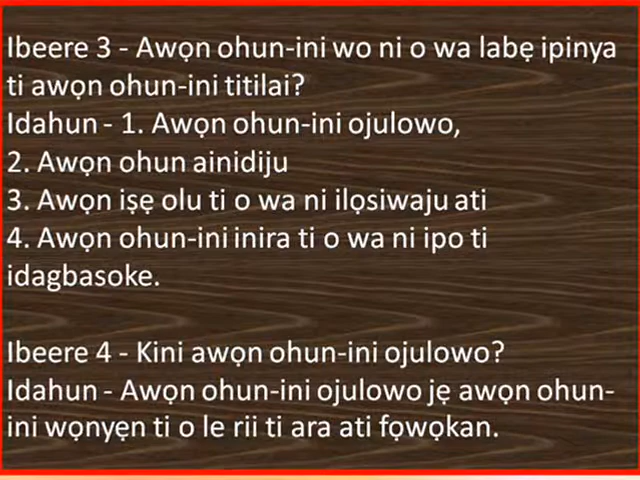 Ibeere 3 - Awọn ohun-ini wo ni o wa labẹ ipinya
ti awọn ohun-ini titilai?
Idahun - 1. Awọn ohun-ini ojulowo,
2. Awọn ohun ainidiju
3. Awọn iṣẹ olu ti o wa ni ilọsiwaju ati
4. Awọn ohun-ini inira ti o wa ni ipo ti
idagbasoke.
Ibeere 4 - Kini awọn ohun-ini ojulowo?
Idahun - Awọn ohun-ini ojulowo jẹ awọn ohun-
ini wọnyẹn ti o le rii ti ara ati fọwọkan.